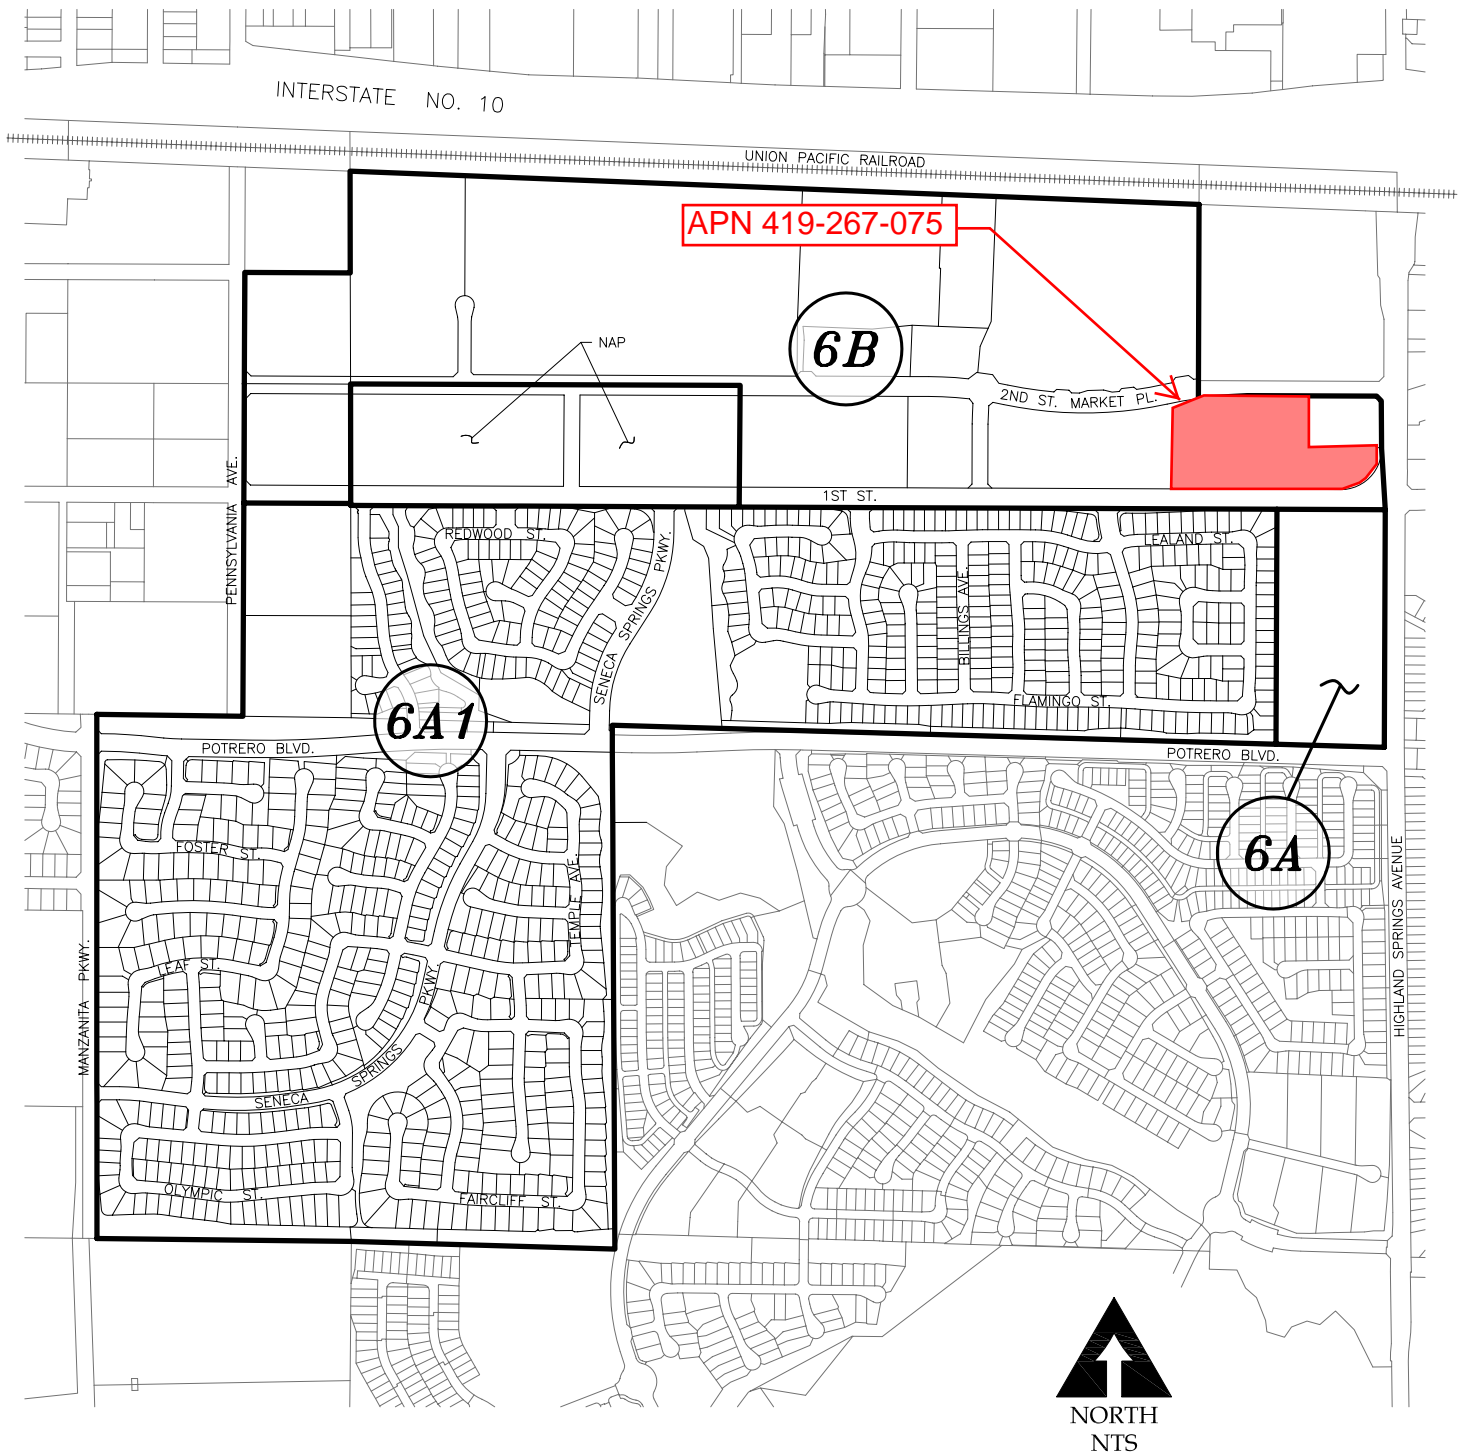 INTERSTATE NO. 10
UNION PACIFIC RAILROAD
APN 419-267-075
NAP
6B
2ND ST. MARKET PL.
1ST ST.
PENNSYLVANIA AVE.
REDWOOD ST.
SENECA SPRINGS PKWY.
BILLINGS AVE.
LEALAND ST.
FLAMINGO ST.
6A1
POTRERO BLVD.
POTRERO BLVD.
6A
FOSTER ST.
TEMPLE AVE.
HIGHLAND SPRINGS AVENUE
MANZANITA PKWY.
LEAF ST.
SENECA SPRINGS PKWY
OLYMPIC ST.
FAIRCLIFF ST.
NORTH
NTS